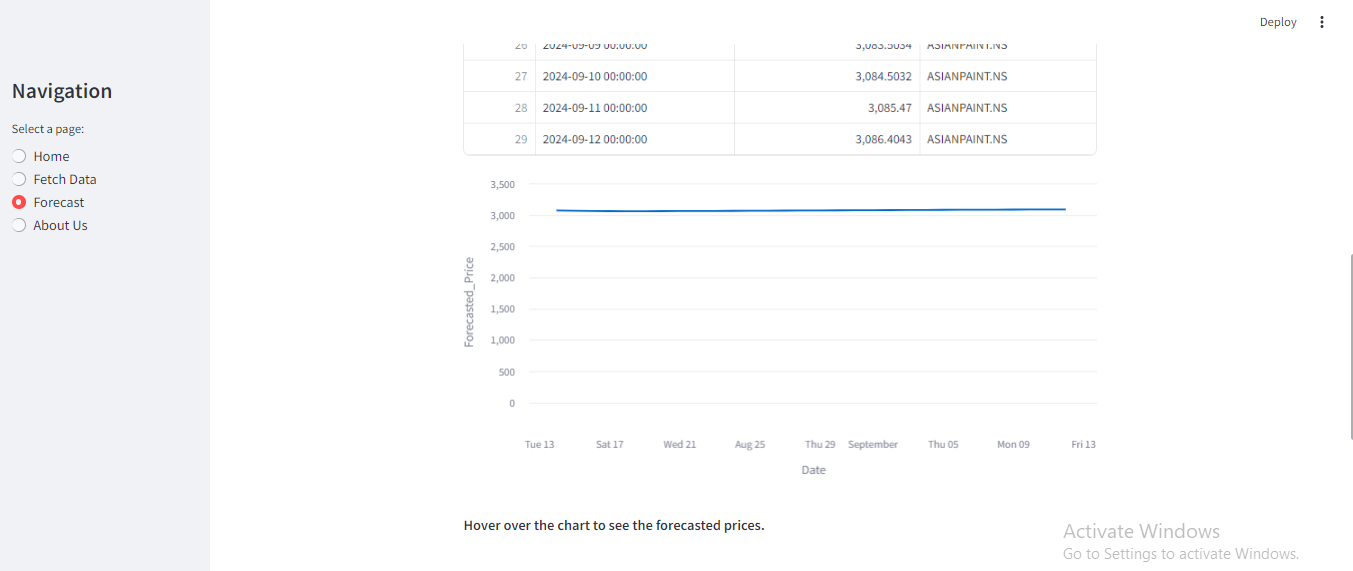 Deploy
Navigation
Select a page:
Home
Fetch Data
Forecast
About Us
26 2024-09-09 00:00:00 3,083.5034 ASIANPAINT.NS
27 2024-09-10 00:00:00 3,084.5032 ASIANPAINT.NS
28 2024-09-11 00:00:00 3,085.47 ASIANPAINT.NS
29 2024-09-12 00:00:00 3,086.4043 ASIANPAINT.NS
3,500
3,000
2,500
2,000
1,500
1,000
500
0
Forecasted_Price
Tue 13 Sat 17 Wed 21 Aug 25 Thu 29 September Thu 05 Mon 09 Fri 13
Date
Hover over the chart to see the forecasted prices.
Activate Windows
Go to Settings to activate Windows.